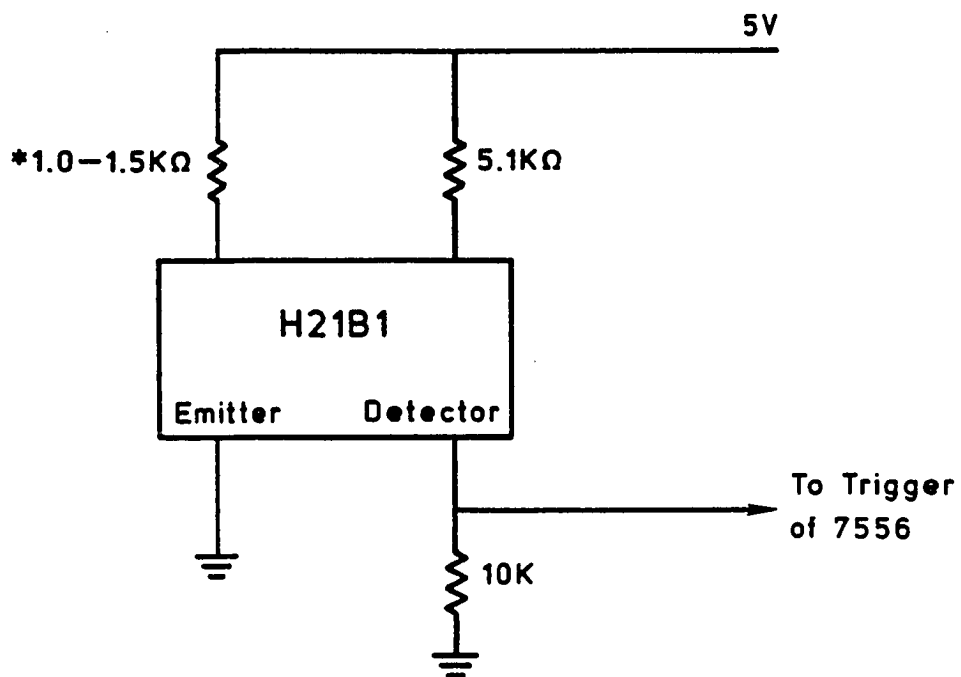 5V
*1.0-1.5KΩ
5.1KΩ
H21B1
Emitter
Detector
To Trigger
of 7556
10K